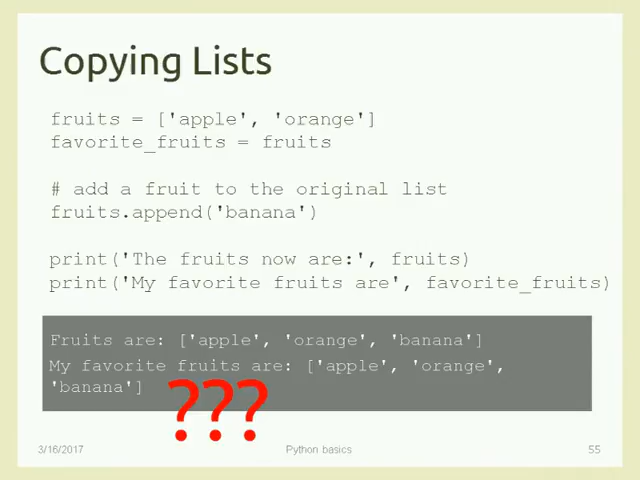 Copying Lists
fruits = ['apple', 'orange']
favorite_fruits = fruits
# add a fruit to the original list
fruits.append('banana')
print('The fruits now are:', fruits)
print('My favorite fruits are', favorite_fruits)
Fruits are: ['apple', 'orange', 'banana']
My favorite fruits are: ['apple', 'orange',
'banana']
???
3/16/2017 Python basics 55